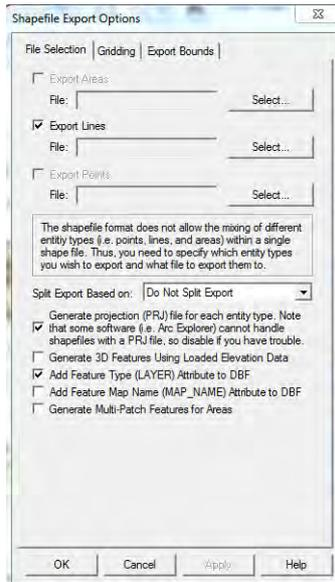 Shapefile Export Options
File Selection Gridding Export Bounds
Export Areas
File: Select...
Export Lines
File: Select...
Export Points
File: Select...
The shapefile format does not allow the mixing of different
entitiy types (i.e. points, lines, and areas) within a single
shape file. Thus, you need to specify which entity types
you wish to export and what file to export them to.
Split Export Based on: Do Not Split Export
Generate projection (PRJ) file for each entity type. Note
that some software (i.e. Arc Explorer) cannot handle
shapefiles with a PRJ file, so disable if you have trouble.
Generate 3D Features Using Loaded Elevation Data
Add Feature Type (LAYER) Attribute to DBF
Add Feature Map Name (MAP_NAME) Attribute to DBF
Generate Multi-Patch Features for Areas
OK Cancel Apply Help